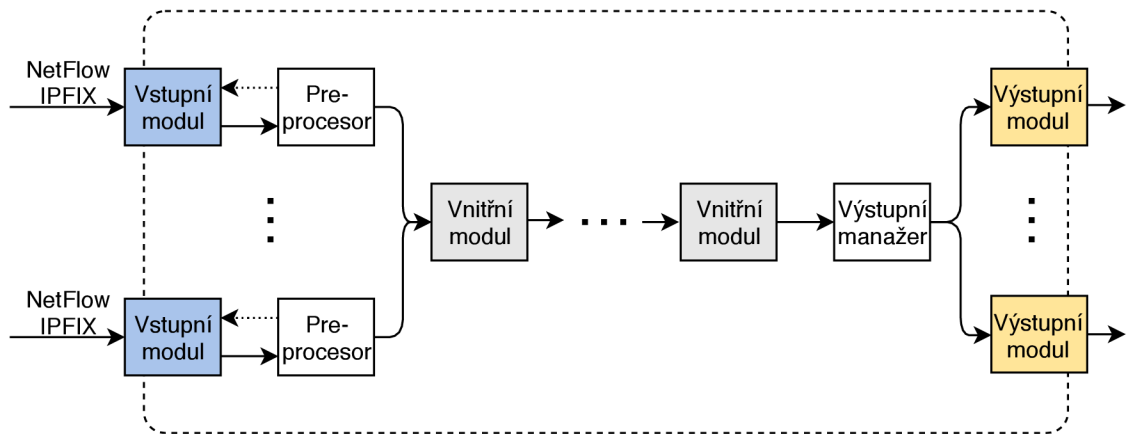 NetFlow
IPFIX
Vstupní
modul
Pre-
procesor
Výstupní
modul
Vnitřní
modul
Vnitřní
modul
Výstupní
manažer
NetFlow
IPFIX
Vstupní
modul
Pre-
procesor
Výstupní
modul